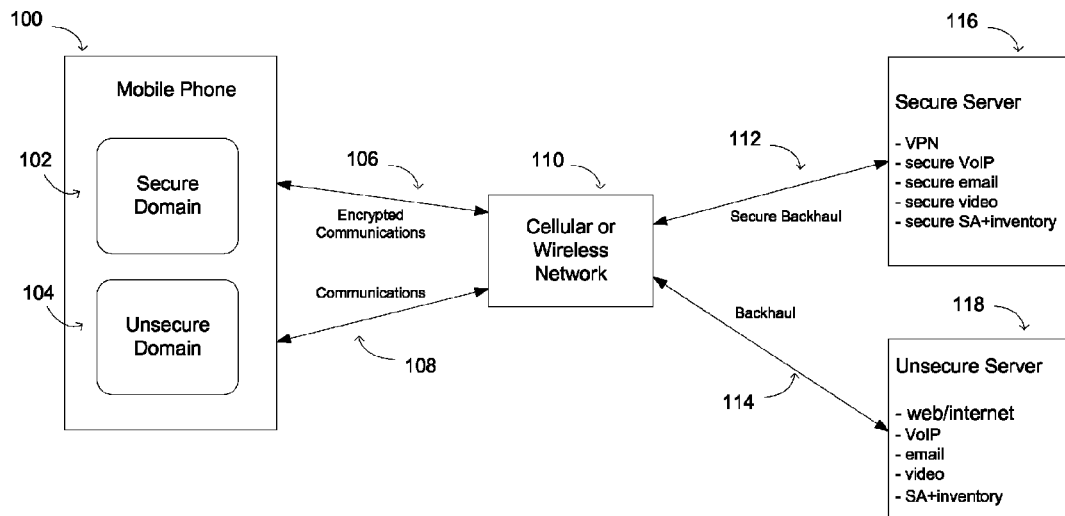 100
Mobile Phone
102
Secure
Domain
104
Unsecure
Domain
106
Encrypted
Communications
Communications
108
110
Cellular or
Wireless
Network
112
Secure Backhaul
Backhaul
114
116
Secure Server
- VPN
- secure VoIP
- secure email
- secure video
- secure SA+inventory
118
Unsecure Server
- web/internet
- VoIP
- email
- video
- SA+inventory